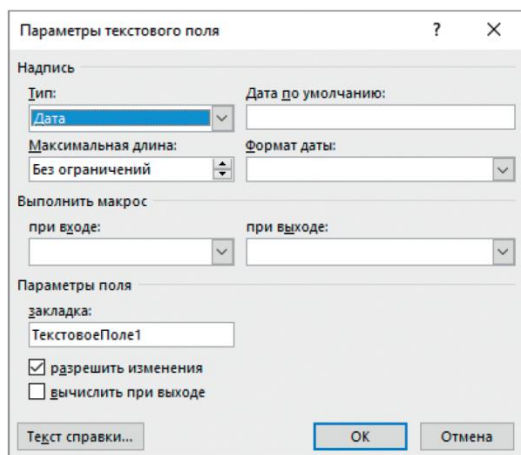 Параметры текстового поля ?
Надпись
Тип: Дата по умолчанию:
Дата
Максимальная длина: Формат даты:
Без ограничений
Выполнить макрос
при входе: при выходе:
Параметры поля
закладка:
ТекстовоеПоле1
разрешить изменения
вычислить при выходе
Текст справки... ОК Отмена